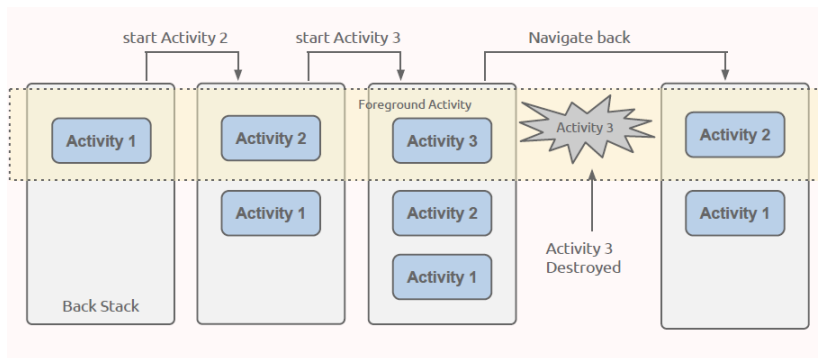 start Activity 2
start Activity 3
Navigate back
Foreground Activity
Activity 1
Activity 2
Activity 3
Activity 3
Activity 2
Activity 1
Activity 2
Activity 1
Activity 1
Activity 3
Destroyed
Back Stack